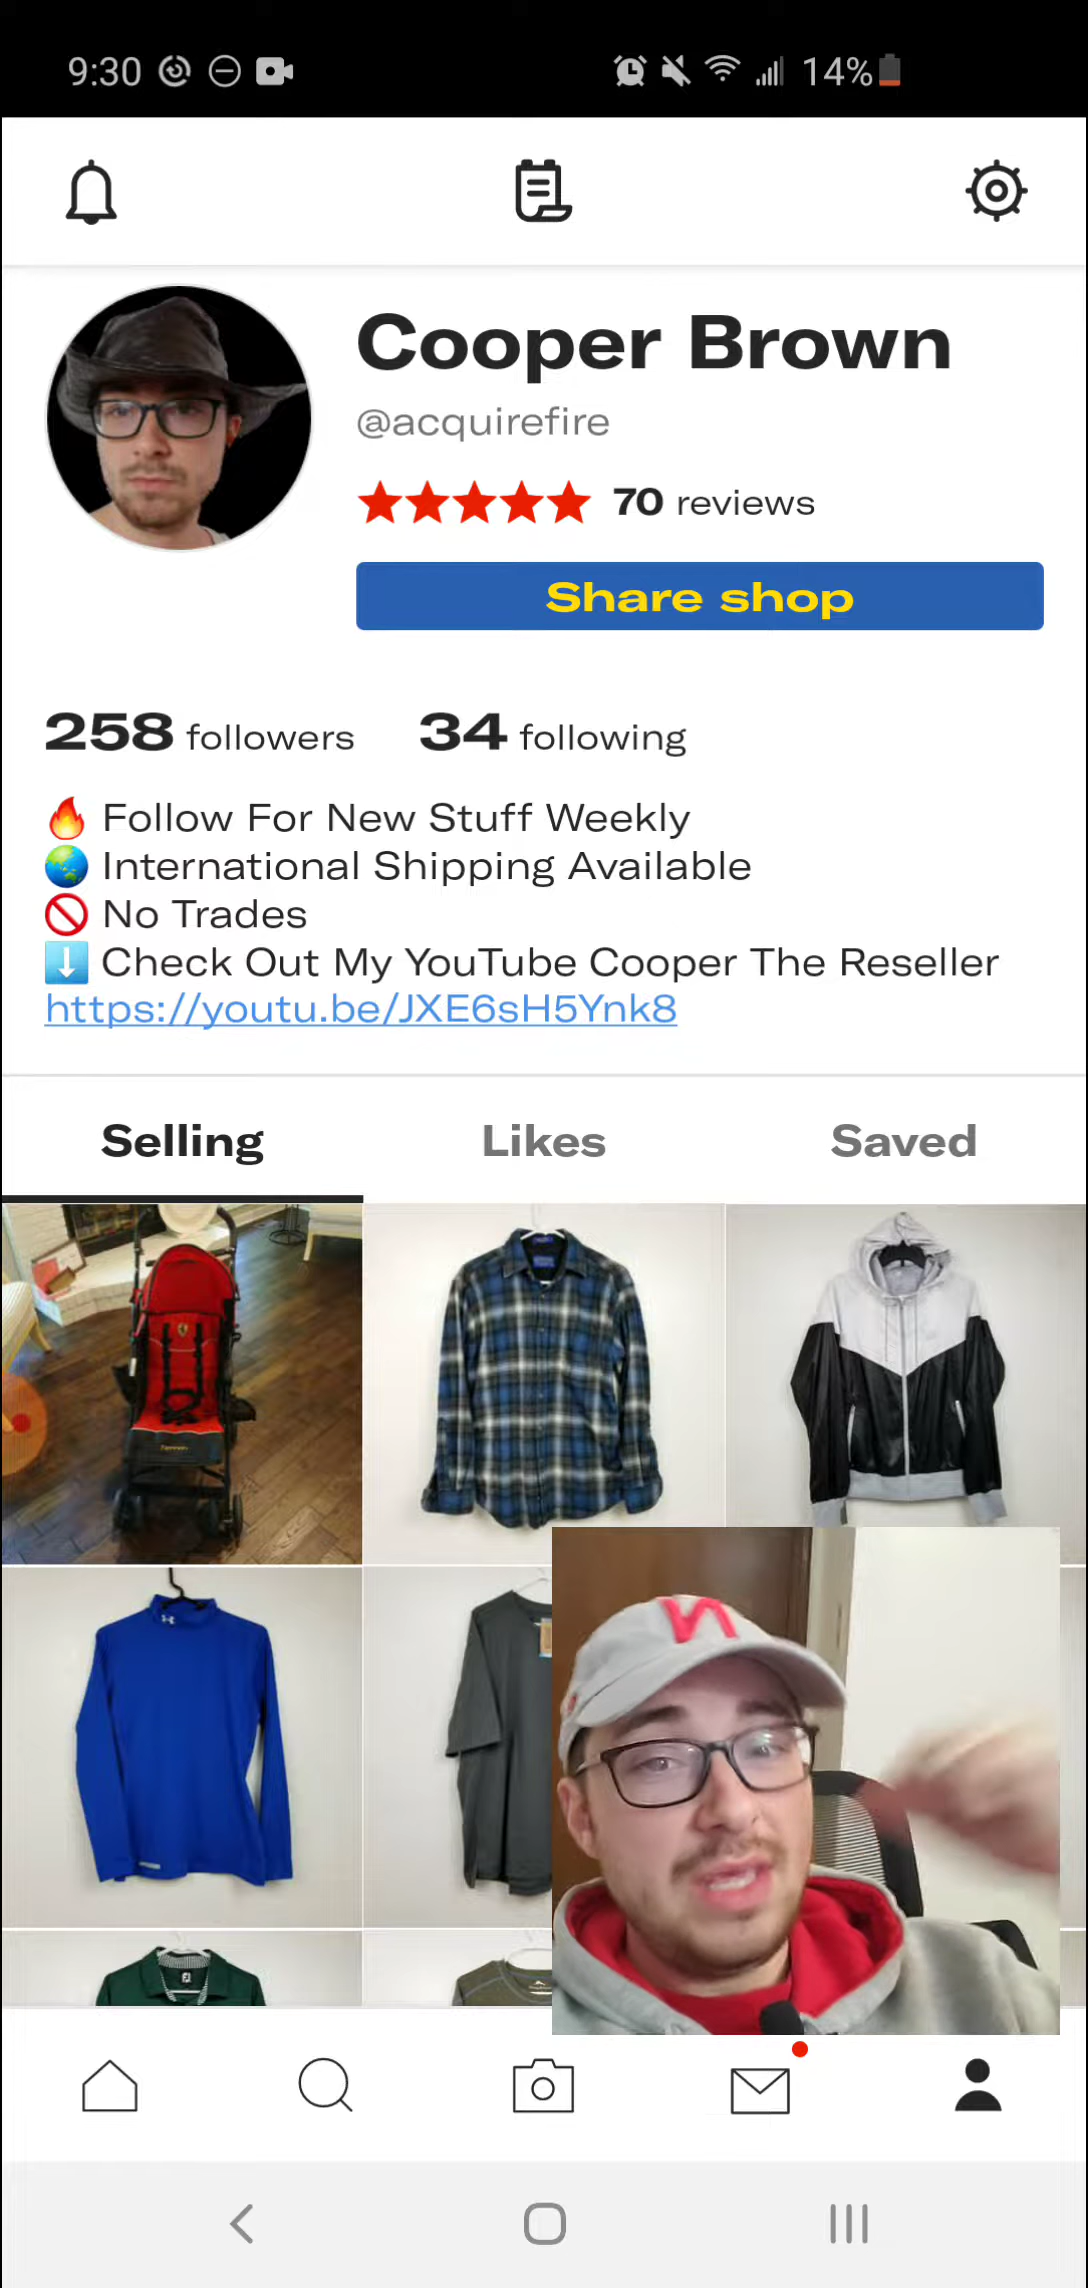 9:30
14%
Cooper Brown
@acquirefire
70 reviews
Share shop
258 followers 34 following
Follow For New Stuff Weekly
International Shipping Available
No Trades
Check Out My YouTube Cooper The Reseller
https://youtu.be/JXE6sH5Ynk8
Selling Likes Saved